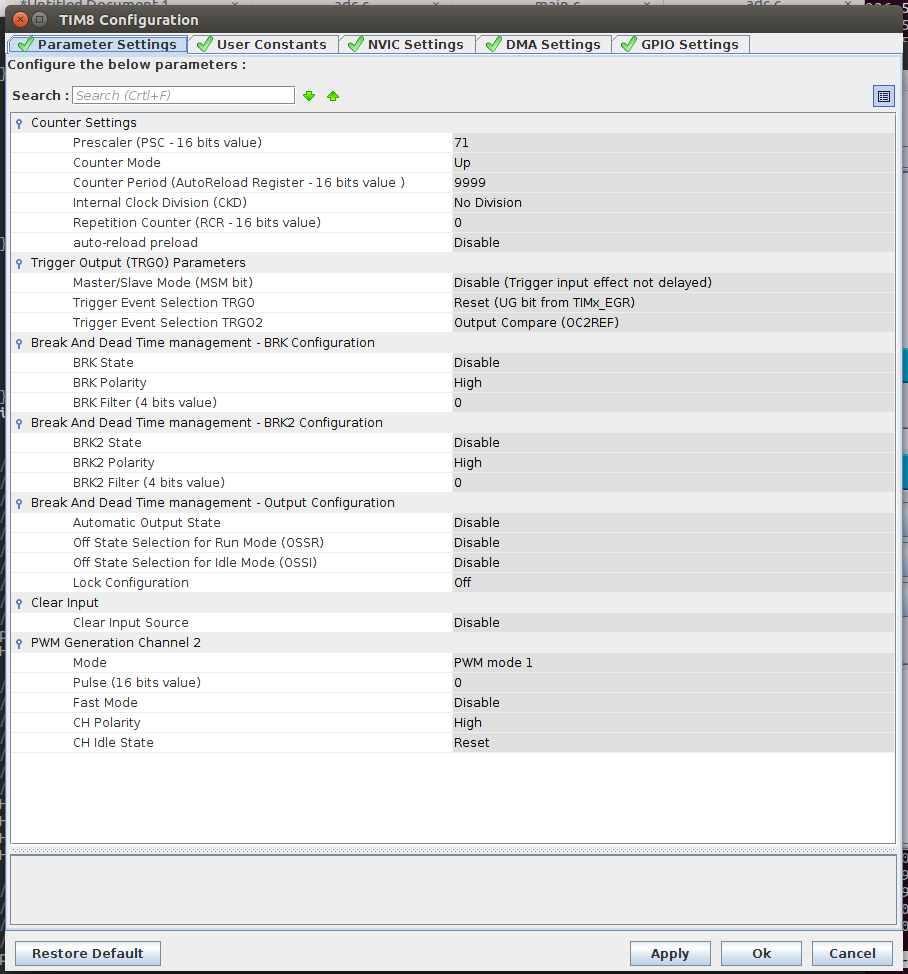 TIM8 Configuration
Parameter Settings User Constants NVIC Settings DMA Settings GPIO Settings
Configure the below parameters :
Search : Search (Crtl+F)
Counter Settings
Prescaler (PSC - 16 bits value) 71
Counter Mode Up
Counter Period (AutoReload Register - 16 bits value ) 9999
Internal Clock Division (CKD) No Division
Repetition Counter (RCR - 16 bits value) 0
auto-reload preload Disable
Trigger Output (TRGO) Parameters
Master/Slave Mode (MSM bit) Disable (Trigger input effect not delayed)
Trigger Event Selection TRGO Reset (UG bit from TIMx_EGR)
Trigger Event Selection TRGO2 Output Compare (OC2REF)
Break And Dead Time management - BRK Configuration
BRK State Disable
BRK Polarity High
BRK Filter (4 bits value) 0
Break And Dead Time management - BRK2 Configuration
BRK2 State Disable
BRK2 Polarity High
BRK2 Filter (4 bits value) 0
Break And Dead Time management - Output Configuration
Automatic Output State Disable
Off State Selection for Run Mode (OSSR) Disable
Off State Selection for Idle Mode (OSSI) Disable
Lock Configuration Off
Clear Input
Clear Input Source Disable
PWM Generation Channel 2
Mode PWM mode 1
Pulse (16 bits value) 0
Fast Mode Disable
CH Polarity High
CH Idle State Reset
Restore Default Apply Ok Cancel